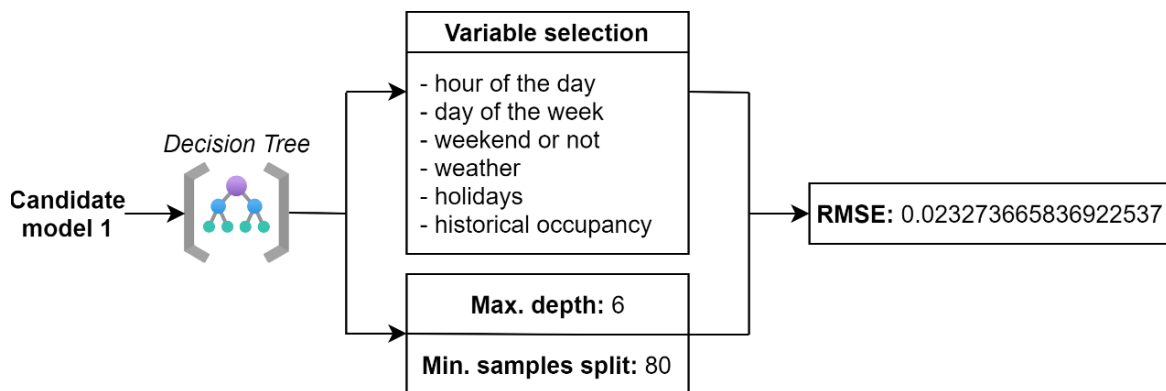 Candidate
model 1
Decision Tree
Variable selection
- hour of the day
- day of the week
- weekend or not
- weather
- holidays
- historical occupancy
Max. depth: 6
Min. samples split: 80
RMSE: 0.023273665836922537